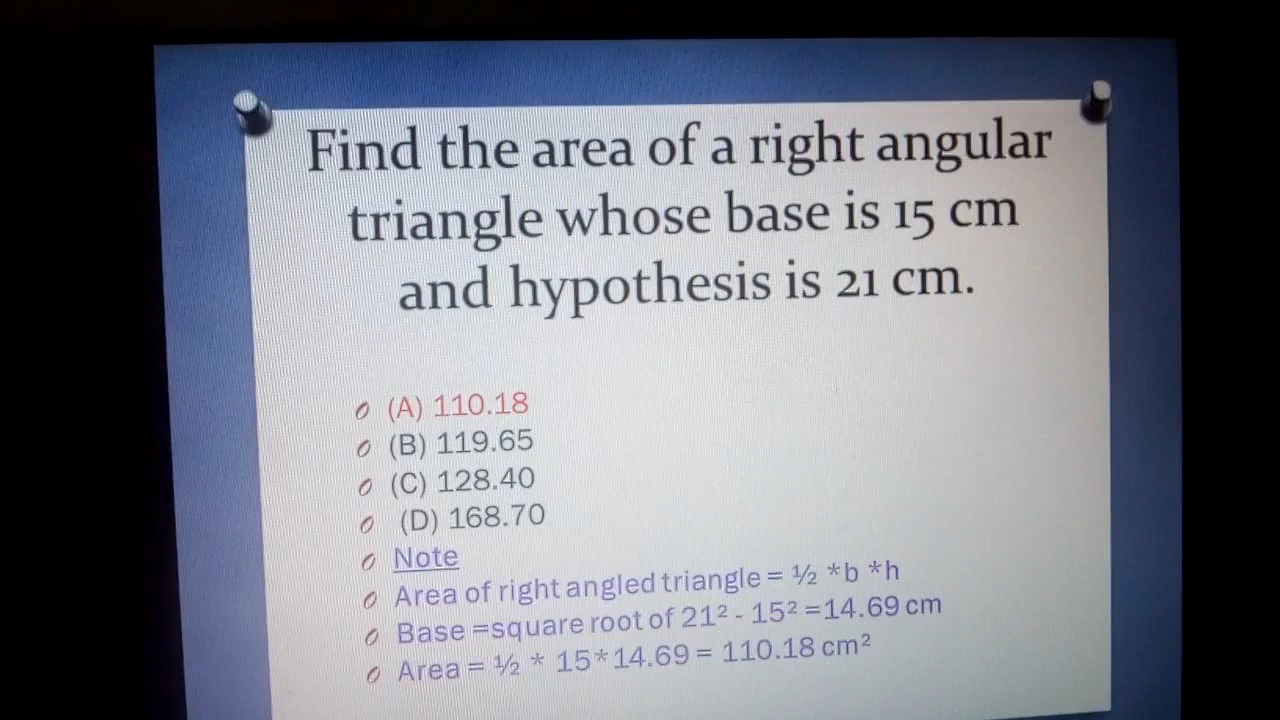 Find the area of a right angular
triangle whose base is 15 cm
and hypothesis is 21 cm.
(A) 110.18
(B) 119.65
(C) 128.40
(D) 168.70
Note
Area of right angled triangle = ½ *b *h
Base =square root of 21² - 15² =14.69 cm
Area = ½ * 15*14.69 = 110.18 cm²